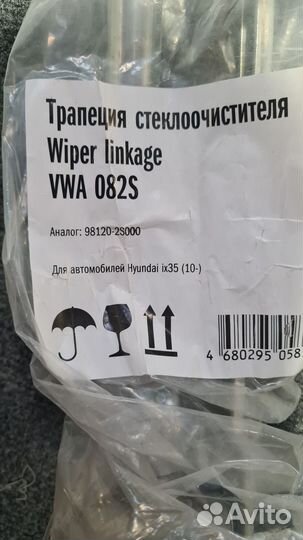 Трапеция стеклоочистителя
Wiper linkage
VWA 082S
Аналог: 98120-2S000
Для автомобилей Hyundai ix35 (10-)
4 680295 058
Avito